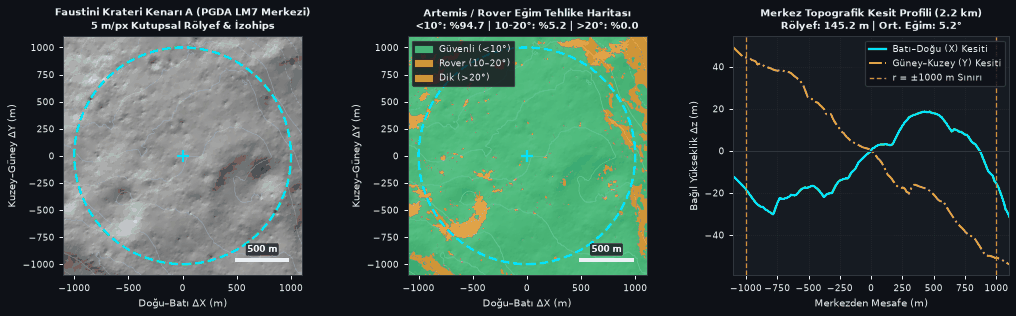 Faustini Krateri Kenarı A (PGDA LM7 Merkezi)
5 m/px Kutupsal Rölyef & İzohips
1000
750
500
250
0
−250
−500
−750
−1000
Kuzey–Güney ΔY (m)
500 m
−1000
−500
0
500
1000
Doğu–Batı ΔX (m)
Artemis / Rover Eğim Tehlike Haritası
<10°: %94.7 | 10-20°: %5.2 | >20°: %0.0
Güvenli (<10°)
Rover (10–20°)
Dik (>20°)
1000
750
500
250
0
−250
−500
−750
−1000
Kuzey–Güney ΔY (m)
500 m
−1000
−500
0
500
1000
Doğu–Batı ΔX (m)
Merkez Topografik Kesit Profili (2.2 km)
Rölyef: 145.2 m | Ort. Eğim: 5.2°
Batı–Doğu (X) Kesiti
Güney–Kuzey (Y) Kesiti
r = ±1000 m Sınırı
40
20
0
−20
−40
Bağıl Yükseklik Δz (m)
−1000
−750
−500
−250
0
250
500
750
1000
Merkezden Mesafe (m)